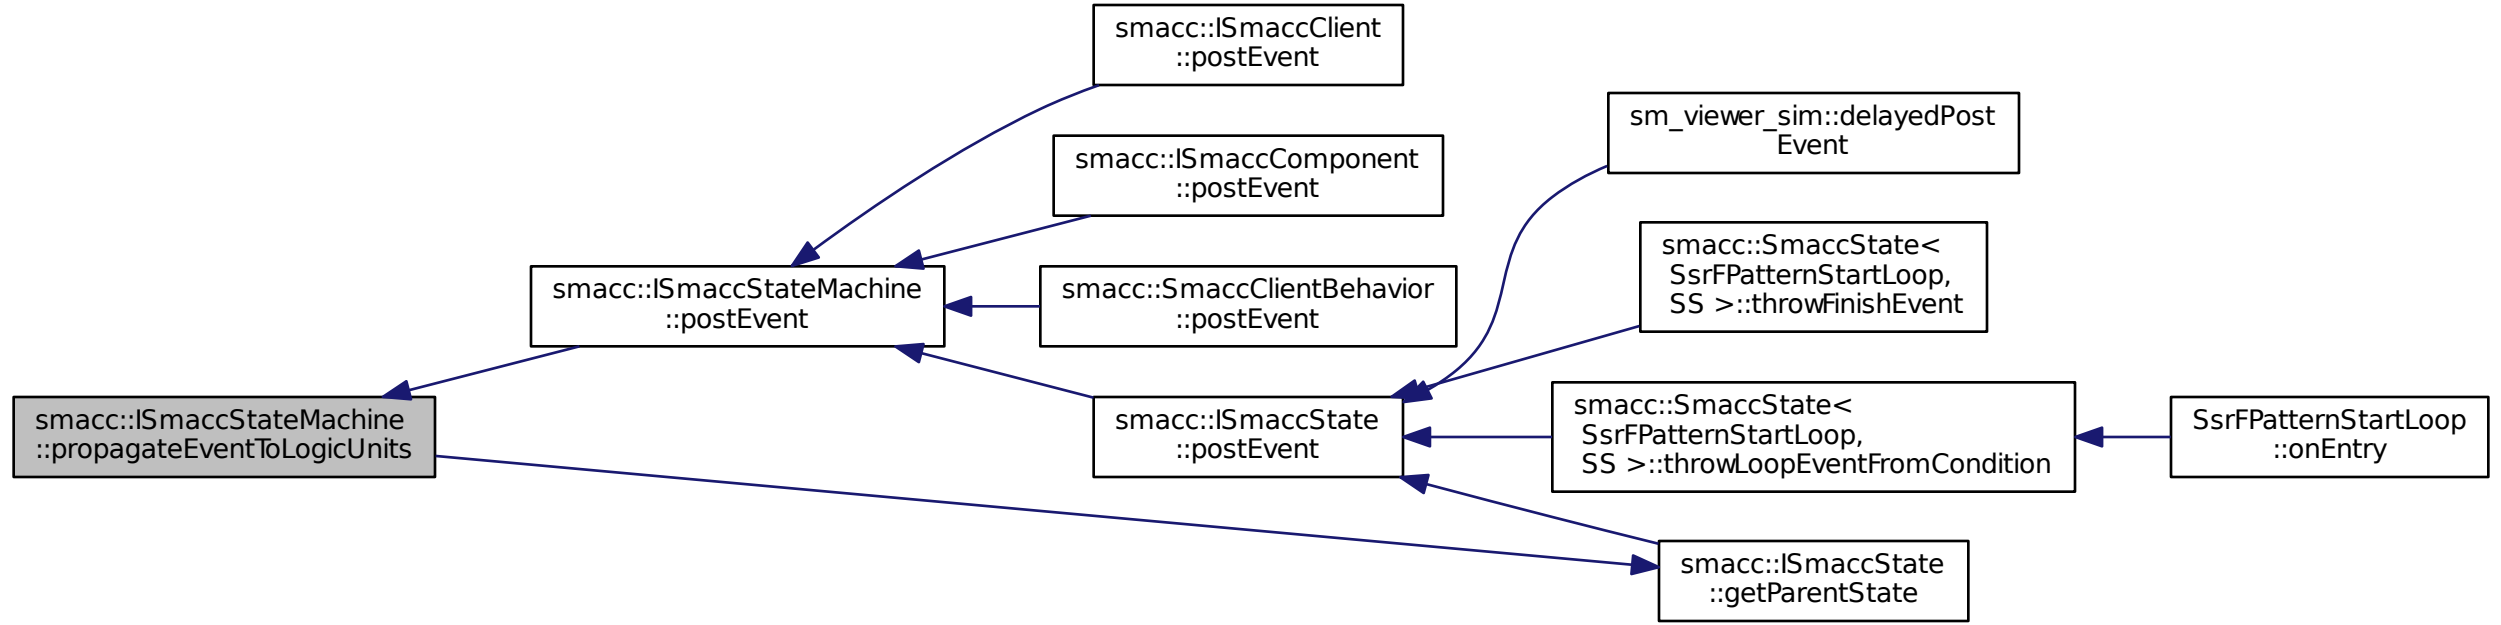 smacc::ISmaccClient
::postEvent
sm_viewer_sim::delayedPost
Event
smacc::ISmaccComponent
::postEvent
smacc::SmaccState<
SsrFPatternStartLoop,
SS >::throwFinishEvent
smacc::ISmaccStateMachine
::postEvent
smacc::SmaccClientBehavior
::postEvent
smacc::ISmaccStateMachine
::propagateEventToLogicUnits
smacc::ISmaccState
::postEvent
smacc::SmaccState<
SsrFPatternStartLoop,
SS >::throwLoopEventFromCondition
SsrFPatternStartLoop
::onEntry
smacc::ISmaccState
::getParentState